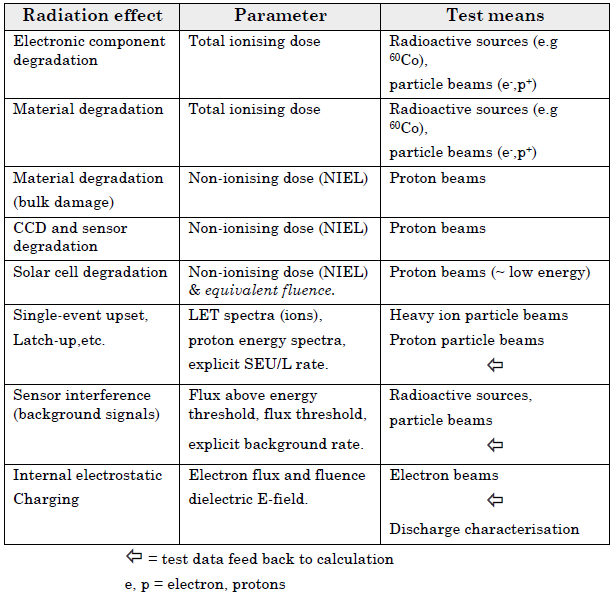 Radiation effect
Parameter
Test means
Electronic component
degradation
Total ionising dose
Radioactive sources (e.g
⁶⁰Co),
particle beams (e⁻,p⁺)
Material degradation
Total ionising dose
Radioactive sources (e.g
⁶⁰Co),
particle beams (e⁻,p⁺)
Material degradation
(bulk damage)
Non-ionising dose (NIEL)
Proton beams
CCD and sensor
degradation
Non-ionising dose (NIEL)
Proton beams
Solar cell degradation
Non-ionising dose (NIEL)
& equivalent fluence.
Proton beams (~ low energy)
Single-event upset,
Latch-up,etc.
LET spectra (ions),
proton energy spectra,
explicit SEU/L rate.
Heavy ion particle beams
Proton particle beams
⇦
Sensor interference
(background signals)
Flux above energy
threshold, flux threshold,
explicit background rate.
Radioactive sources,
particle beams
⇦
Internal electrostatic
Charging
Electron flux and fluence
dielectric E-field.
Electron beams
⇦
Discharge characterisation
⇦ = test data feed back to calculation
e, p = electron, protons